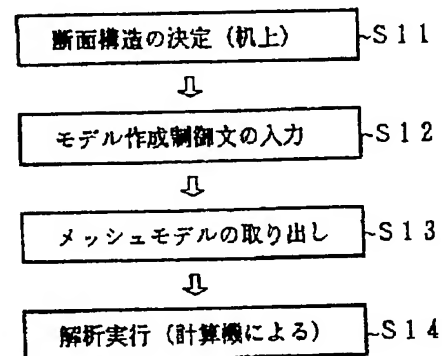 断面構造の決定(机上) ~S11
⇩
モデル作成制御文の入力 ~S12
⇩
メッシュモデルの取り出し ~S13
⇩
解析実行(計算機による) ~S14